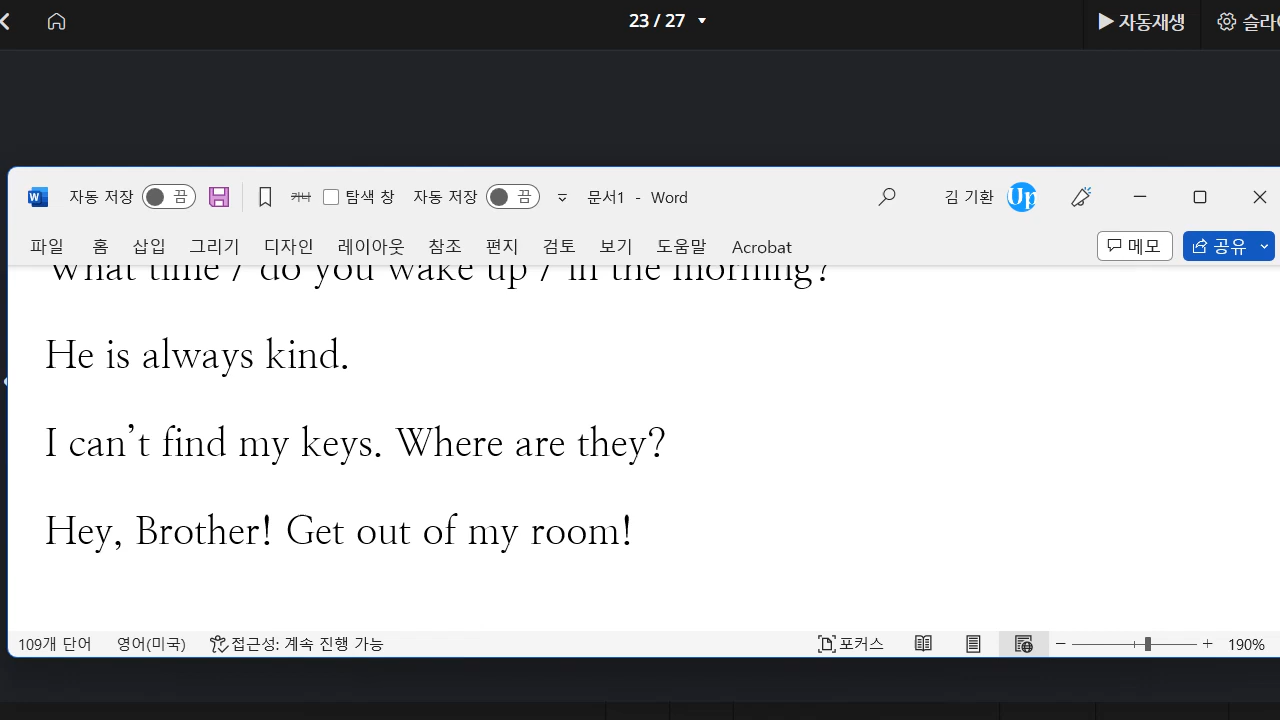 23 / 27
자동재생
슬라
자동 저장 끔 가나 탐색 창 자동 저장 끔 문서1 - Word 김 기환 Up
파일 홈 삽입 그리기 디자인 레이아웃 참조 편지 검토 보기 도움말 Acrobat 메모 공유
What time / do you wake up / in the morning?
He is always kind.
I can’t find my keys. Where are they?
Hey, Brother! Get out of my room!
109개 단어 영어(미국) 접근성: 계속 진행 가능 포커스 190%